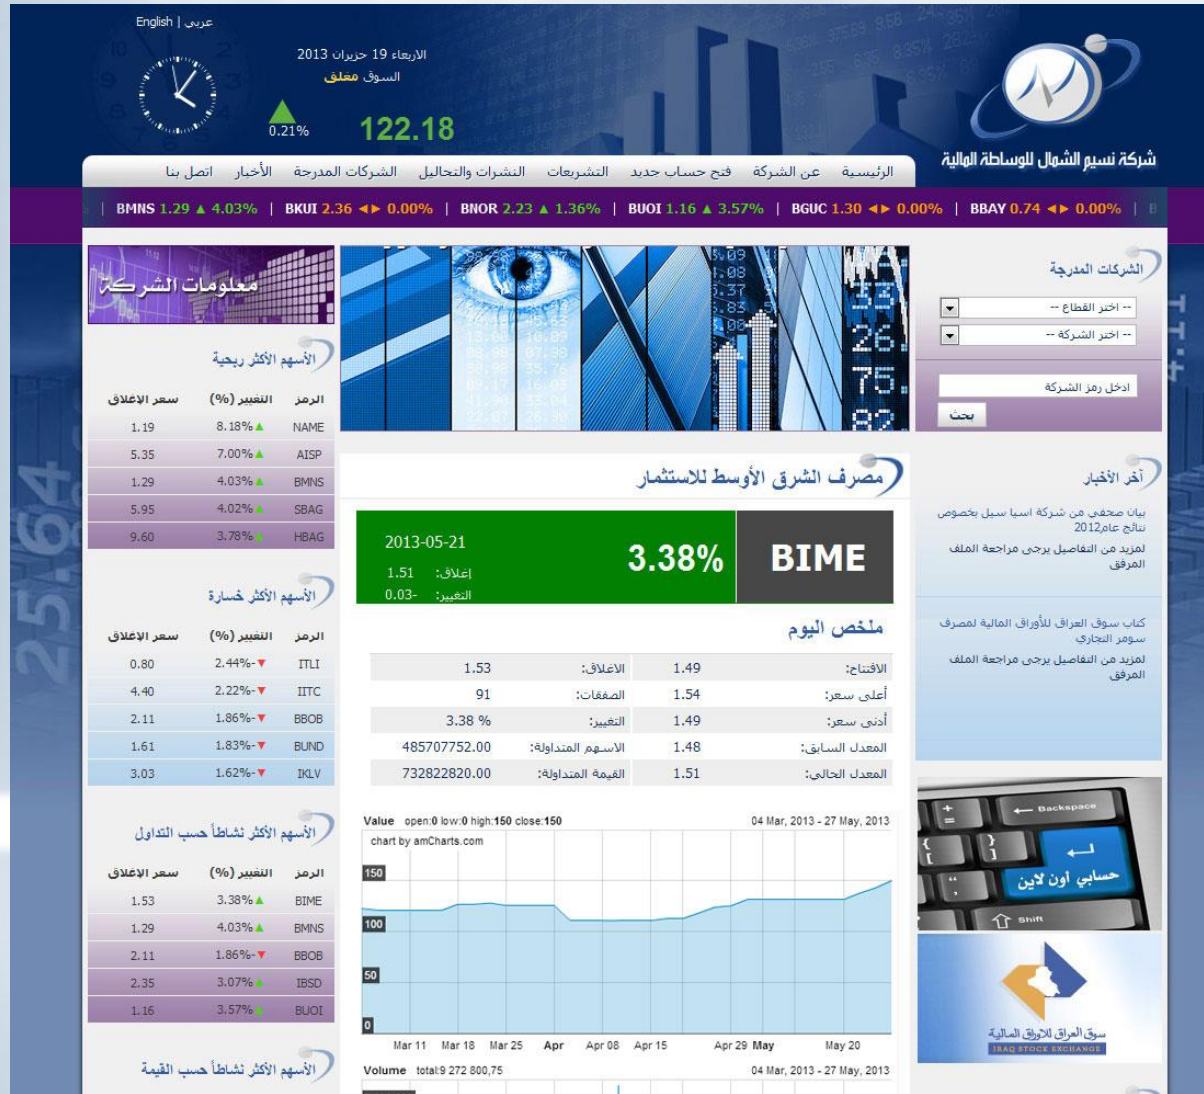 English | عربي
الاربعاء 19 حزيران 2013
السوق مغلق
0.21%
122.18
شركة نسيم الشمال للوساطة المالية
الرئيسية عن الشركة فتح حساب جديد التشريعات النشرات والتحاليل الشركات المدرجة الأخبار اتصل بنا
| BMNS 1.29 ▲ 4.03% | BKUI 2.36 ◄► 0.00% | BNOR 2.23 ▲ 1.36% | BUOI 1.16 ▲ 3.57% | BGUC 1.30 ◄► 0.00% | BBAY 0.74 ◄► 0.00% |
الشركات المدرجة
-- اختر القطاع --
-- اختر الشركة --
ادخل رمز الشركة
بحث
آخر الأخبار
بيان صحفي من شركة اسيا سيل بخصوص
نتائج عام2012
لمزيد من التفاصيل يرجى مراجعة الملف
المرفق
كتاب سوق العراق للأوراق المالية لمصرف
سومر التجاري
لمزيد من التفاصيل يرجى مراجعة الملف
المرفق
Backspace
حسابي أون لاين
Shift
سوق العراق للاوراق المالية
IRAQ STOCK EXCHANGE
مصرف الشرق الأوسط للاستثمار
BIME
3.38%
2013-05-21
إغلاق: 1.51
التغيير: -0.03
ملخص اليوم
الافتتاح: 1.49 الاغلاق: 1.53
أعلى سعر: 1.54 الصفقات: 91
أدنى سعر: 1.49 التغيير: 3.38 %
المعدل السابق: 1.48 الاسهم المتداولة: 485707752.00
المعدل الحالي: 1.51 القيمة المتداولة: 732822820.00
Value open:0 low:0 high:150 close:150 04 Mar, 2013 - 27 May, 2013
chart by amCharts.com
150
100
50
0
Mar 11 Mar 18 Mar 25 Apr Apr 08 Apr 15 Apr 29 May May 20
Volume total:9 272 800,75 04 Mar, 2013 - 27 May, 2013
معلومات الشركة
الأسهم الأكثر ربحية
الرمز التغيير (%) سعر الإغلاق
NAME 8.18%▲ 1.19
AISP 7.00%▲ 5.35
BMNS 4.03%▲ 1.29
SBAG 4.02%▲ 5.95
HBAG 3.78%▲ 9.60
الأسهم الأكثر خسارة
الرمز التغيير (%) سعر الإغلاق
ITLI 2.44%-▼ 0.80
IITC 2.22%-▼ 4.40
BBOB 1.86%-▼ 2.11
BUND 1.83%-▼ 1.61
IKLV 1.62%-▼ 3.03
الأسهم الأكثر نشاطاً حسب التداول
الرمز التغيير (%) سعر الإغلاق
BIME 3.38%▲ 1.53
BMNS 4.03%▲ 1.29
BBOB 1.86%-▼ 2.11
IBSD 3.07%▲ 2.35
BUOI 3.57%▲ 1.16
الأسهم الأكثر نشاطاً حسب القيمة